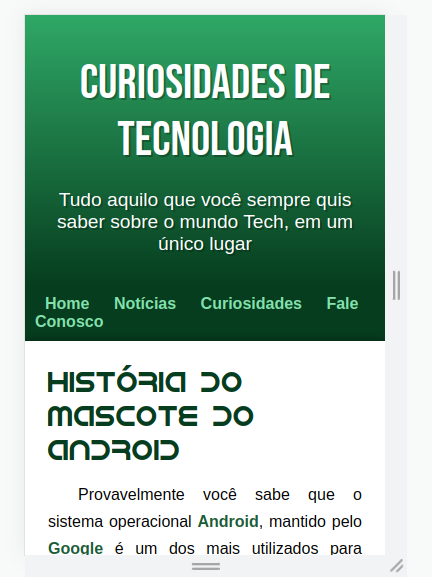 CURIOSIDADES DE
TECNOLOGIA
Tudo aquilo que você sempre quis
saber sobre o mundo Tech, em um
único lugar
Home Notícias Curiosidades Fale
Conosco
HISTÓRIA DO
MASCOTE DO
ANDROID
Provavelmente você sabe que o
sistema operacional Android, mantido pelo
Google é um dos mais utilizados para